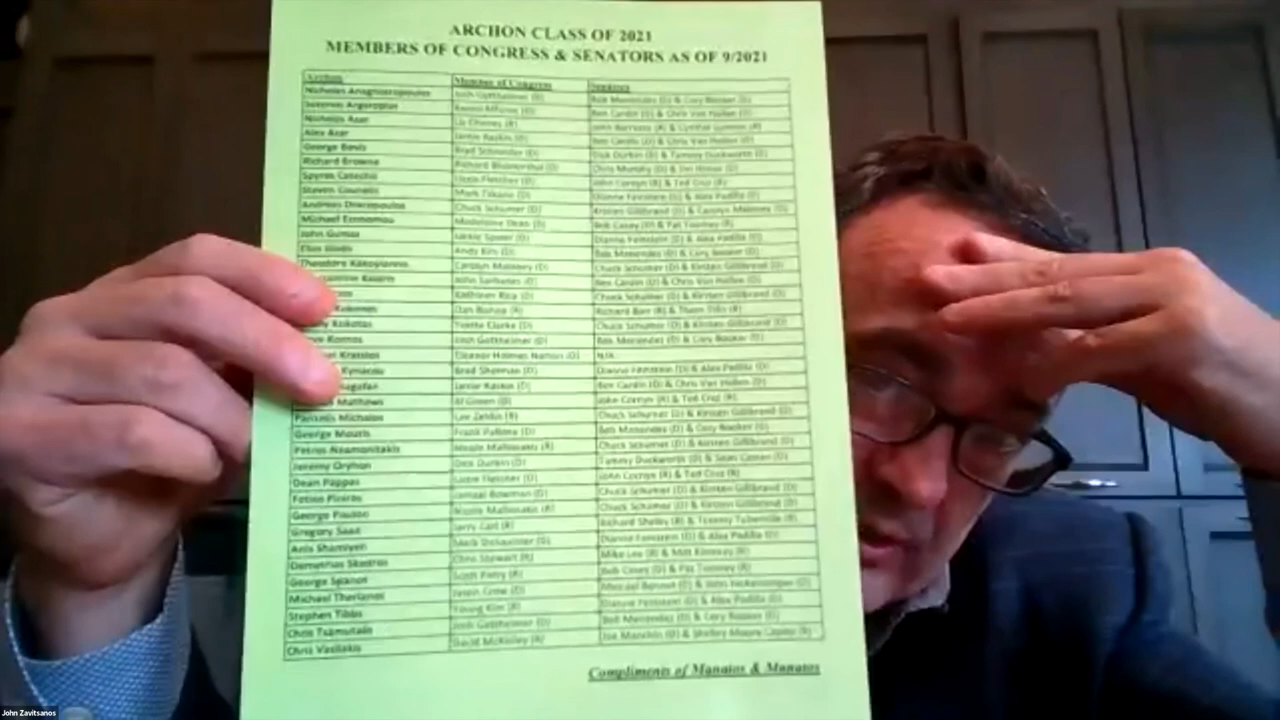 ARCHON CLASS OF 2021
MEMBERS OF CONGRESS & SENATORS AS OF 9/2021
Archon Member of Congress Senators
Nicholas Anagnostopoulos Josh Gottheimer (D) Bob Menendez (D) & Cory Booker (D)
Kweisi Mfume (D) Ben Cardin (D) & Chris Van Hollen (D)
Nicholas Azar Liz Cheney (R) John Barrasso (R) & Cynthia Lummis (R)
Alex Azar Jamie Raskin (D) Ben Cardin (D) & Chris Van Hollen (D)
George Bovis Brad Schneider (D) Dick Durbin (D) & Tammy Duckworth (D)
Richard Browne Richard Blumenthal (D) Chris Murphy (D) & Jim Himes (D)
Spyros Catechis Lizzie Fletcher (D) John Cornyn (R) & Ted Cruz (R)
Steven Mark Takano (D) Dianne Feinstein (D) & Alex Padilla (D)
Andreas Dracopoulos Chuck Schumer (D) Kirsten Gillibrand (D) & Carolyn Maloney (D)
Michael Economou Madeleine Dean (D) Bob Casey (D) & Pat Toomey (R)
John Gumas Jackie Speier (D) Dianne Feinstein (D) & Alex Padilla (D)
Elias Andy Kim (D) Bob Menendez (D) & Cory Booker (D)
Theodore Kakoyiannis Carolyn Maloney (D) Chuck Schumer (D) & Kirsten Gillibrand (D)
John Sarbanes (D) Ben Cardin (D) & Chris Van Hollen (D)
Kathleen Rice (D) Chuck Schumer (D) & Kirsten Gillibrand (D)
Dan Bishop (R) Richard Burr (R) & Thom Tillis (R)
Kokotas Yvette Clarke (D) Chuck Schumer (D) & Kirsten Gillibrand (D)
Kormos Josh Gottheimer (D) Bob Menendez (D) & Cory Booker (D)
Kratsios Eleanor Holmes Norton (D) N/A
Kyriacou Brad Sherman (D) Dianne Feinstein (D) & Alex Padilla (D)
Jamie Raskin (D) Ben Cardin (D) & Chris Van Hollen (D)
Matthews Al Green (D) John Cornyn (R) & Ted Cruz (R)
Panikos Michalos Lee Zeldin (R) Chuck Schumer (D) & Kirsten Gillibrand (D)
George Frank Pallone (D) Bob Menendez (D) & Cory Booker (D)
Petros Nicole Malliotakis (R) Chuck Schumer (D) & Kirsten Gillibrand (D)
Jeremy Oryhon Dick Durbin (D) Tammy Duckworth (D) & Sean Casten (D)
Dean Pappas Lizzie Fletcher (D) John Cornyn (R) & Ted Cruz (R)
Fotios Jamaal Bowman (D) Chuck Schumer (D) & Kirsten Gillibrand (D)
George Poulos Nicole Malliotakis (R) Chuck Schumer (D) & Kirsten Gillibrand (D)
Gregory Saad Jerry Carl (R) Richard Shelby (R) & Tommy Tuberville (R)
Anis Shamiyeh Mark DeSaulnier (D) Dianne Feinstein (D) & Alex Padilla (D)
Demetrius Chris Stewart (R) Mike Lee (R) & Mitt Romney (R)
George Spanos Scott Perry (R) Bob Casey (D) & Pat Toomey (R)
Michael Therianos Jason Crow (D) Michael Bennet (D) & John Hickenlooper (D)
Stephen Tibbs Young Kim (R) Dianne Feinstein (D) & Alex Padilla (D)
Chris Tsamutalis Josh Gottheimer (D) Bob Menendez (D) & Cory Booker (D)
Chris Vasilakis David McKinley (R) Joe Manchin (D) & Shelley Moore Capito (R)
Compliments of Manatos & Manatos
John Zavitsanos